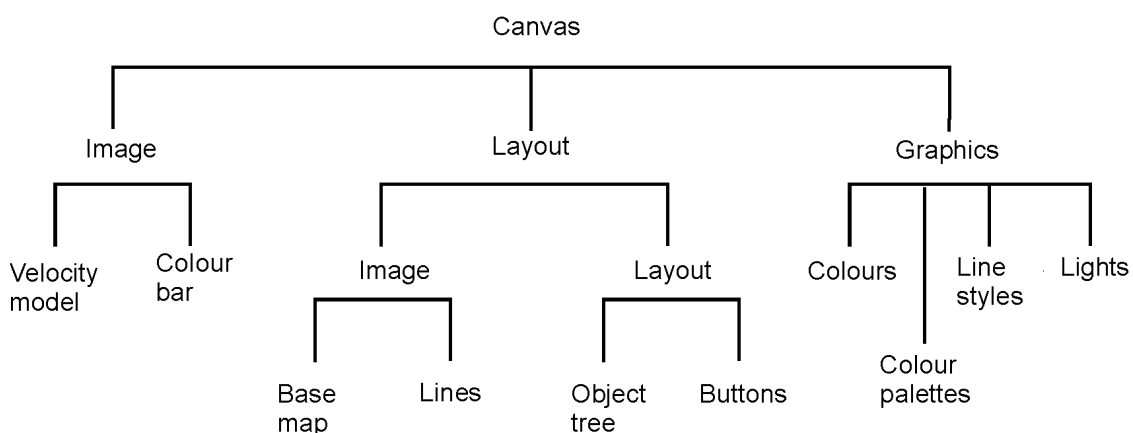 Canvas
Image
Layout
Graphics
Velocity
model
Colour
bar
Image
Layout
Colours
Line
styles
Lights
Base
map
Lines
Object
tree
Buttons
Colour
palettes